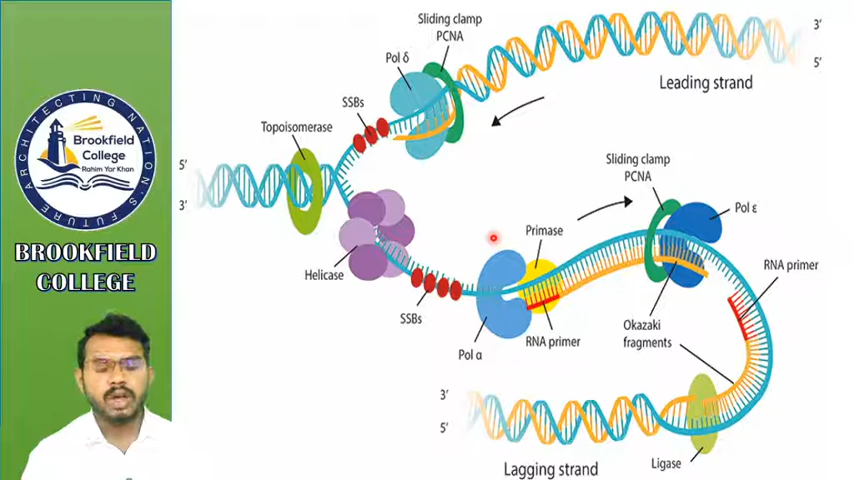 ARCHITECTING NATION'S FUTURE
Brookfield
College
Rahim Yar Khan
BROOKFIELD
COLLEGE
Sliding clamp
PCNA
Pol δ
SSBs
Topoisomerase
5'
3'
3'
5'
Leading strand
Helicase
SSBs
Pol α
Primase
RNA primer
Sliding clamp
PCNA
Pol ε
RNA primer
Okazaki
fragments
3'
5'
Lagging strand
Ligase